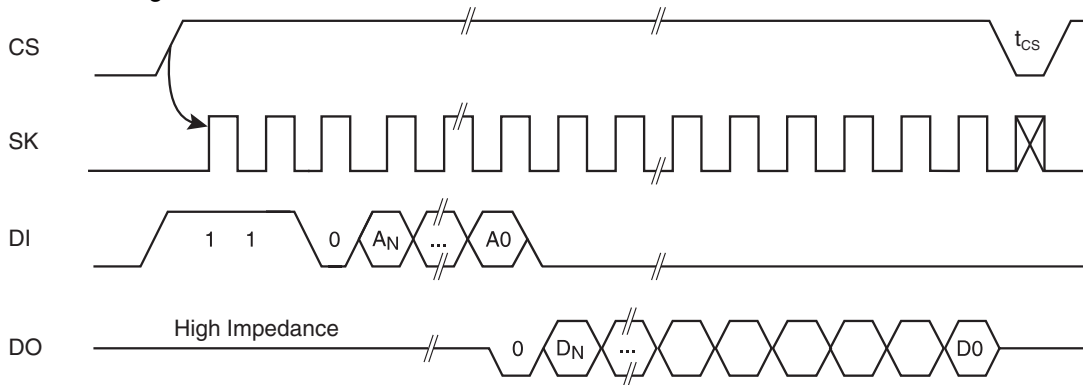 CS
t_CS
SK
DI
1 1 0 A_N ... A0
High Impedance
DO
0 D_N ... D0